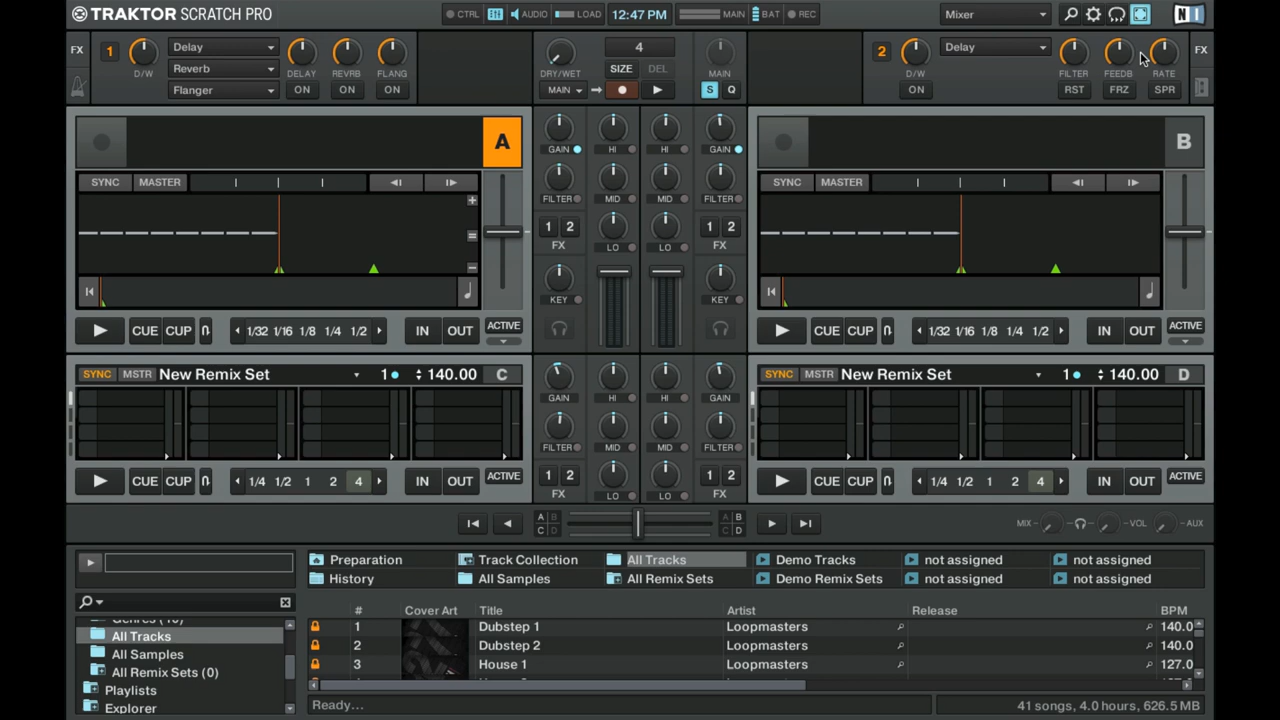 TRAKTOR SCRATCH PRO CTRL AUDIO LOAD 12:47 PM MAIN BAT REC Mixer
FX 1 D/W Delay DELAY REVRB FLANG
Reverb
Flanger ON ON ON
DRY/WET 4 MAIN
SIZE DEL
MAIN S Q
2 D/W Delay FILTER FEEDB RATE FX
ON RST FRZ SPR
A
SYNC MASTER
CUE CUP 1/32 1/16 1/8 1/4 1/2 IN OUT ACTIVE
GAIN HI HI GAIN
FILTER MID MID FILTER
1 2 1 2
FX LO LO FX
KEY KEY
B
SYNC MASTER
CUE CUP 1/32 1/16 1/8 1/4 1/2 IN OUT ACTIVE
SYNC MSTR New Remix Set 1 140.00 C
CUE CUP 1/4 1/2 1 2 4 IN OUT ACTIVE
GAIN HI HI GAIN
FILTER MID MID FILTER
1 2 1 2
FX LO LO FX
SYNC MSTR New Remix Set 1 140.00 D
CUE CUP 1/4 1/2 1 2 4 IN OUT ACTIVE
A B A B
C D C D
MIX VOL AUX
Preparation Track Collection All Tracks Demo Tracks not assigned not assigned
History All Samples All Remix Sets Demo Remix Sets not assigned not assigned
All Tracks
All Samples
All Remix Sets (0)
Playlists
Explorer
# Cover Art Title Artist Release BPM
1 Dubstep 1 Loopmasters 140.0
2 Dubstep 2 Loopmasters 140.0
3 House 1 Loopmasters 127.0
Ready... 41 songs, 4.0 hours, 626.5 MB